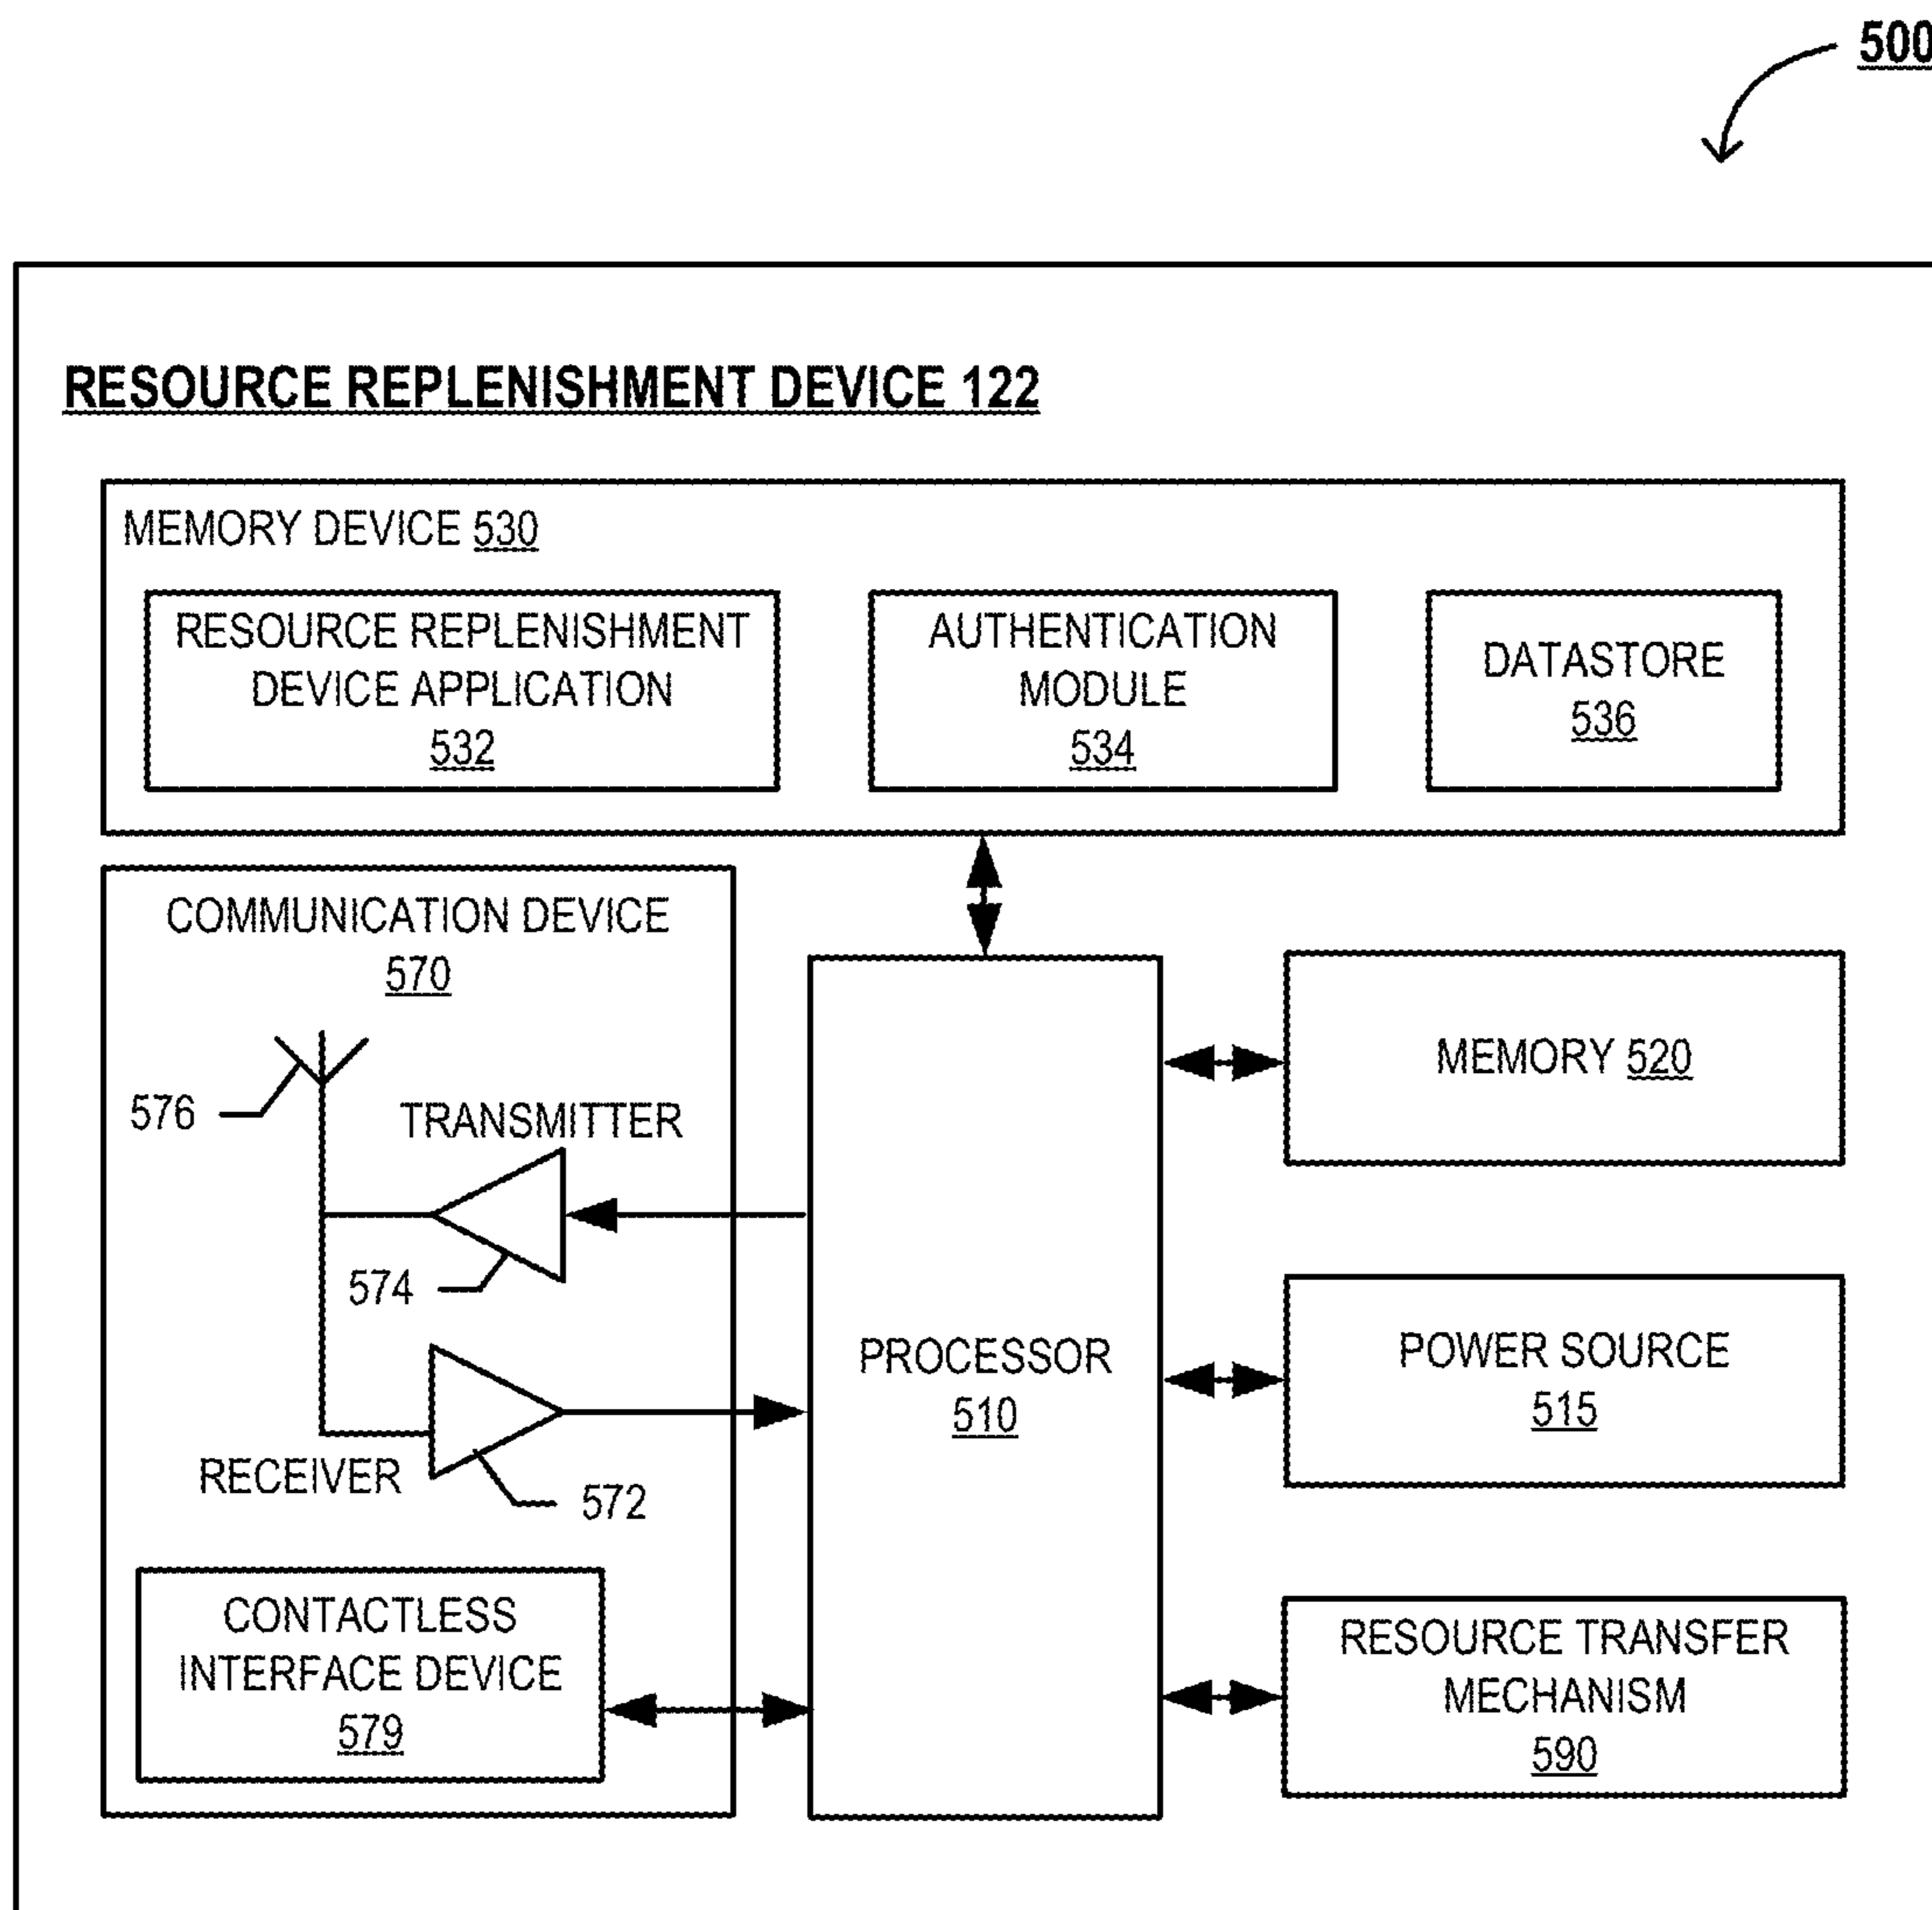 500
RESOURCE REPLENISHMENT DEVICE 122
MEMORY DEVICE 530
RESOURCE REPLENISHMENT
DEVICE APPLICATION
532
AUTHENTICATION
MODULE
534
DATASTORE
536
COMMUNICATION DEVICE
570
576
TRANSMITTER
574
RECEIVER
572
CONTACTLESS
INTERFACE DEVICE
579
PROCESSOR
510
MEMORY 520
POWER SOURCE
515
RESOURCE TRANSFER
MECHANISM
590